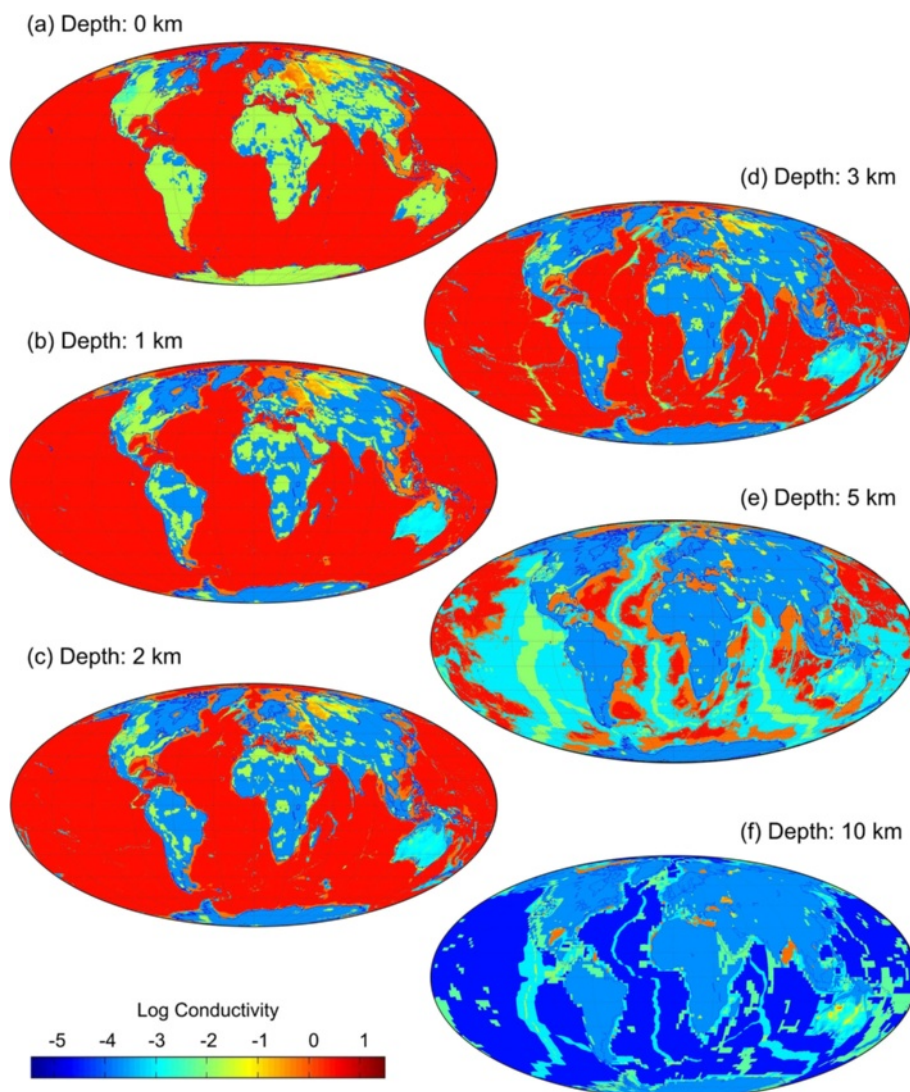 (a) Depth: 0 km
(b) Depth: 1 km
(c) Depth: 2 km
(d) Depth: 3 km
(e) Depth: 5 km
(f) Depth: 10 km
Log Conductivity
-5 -4 -3 -2 -1 0 1